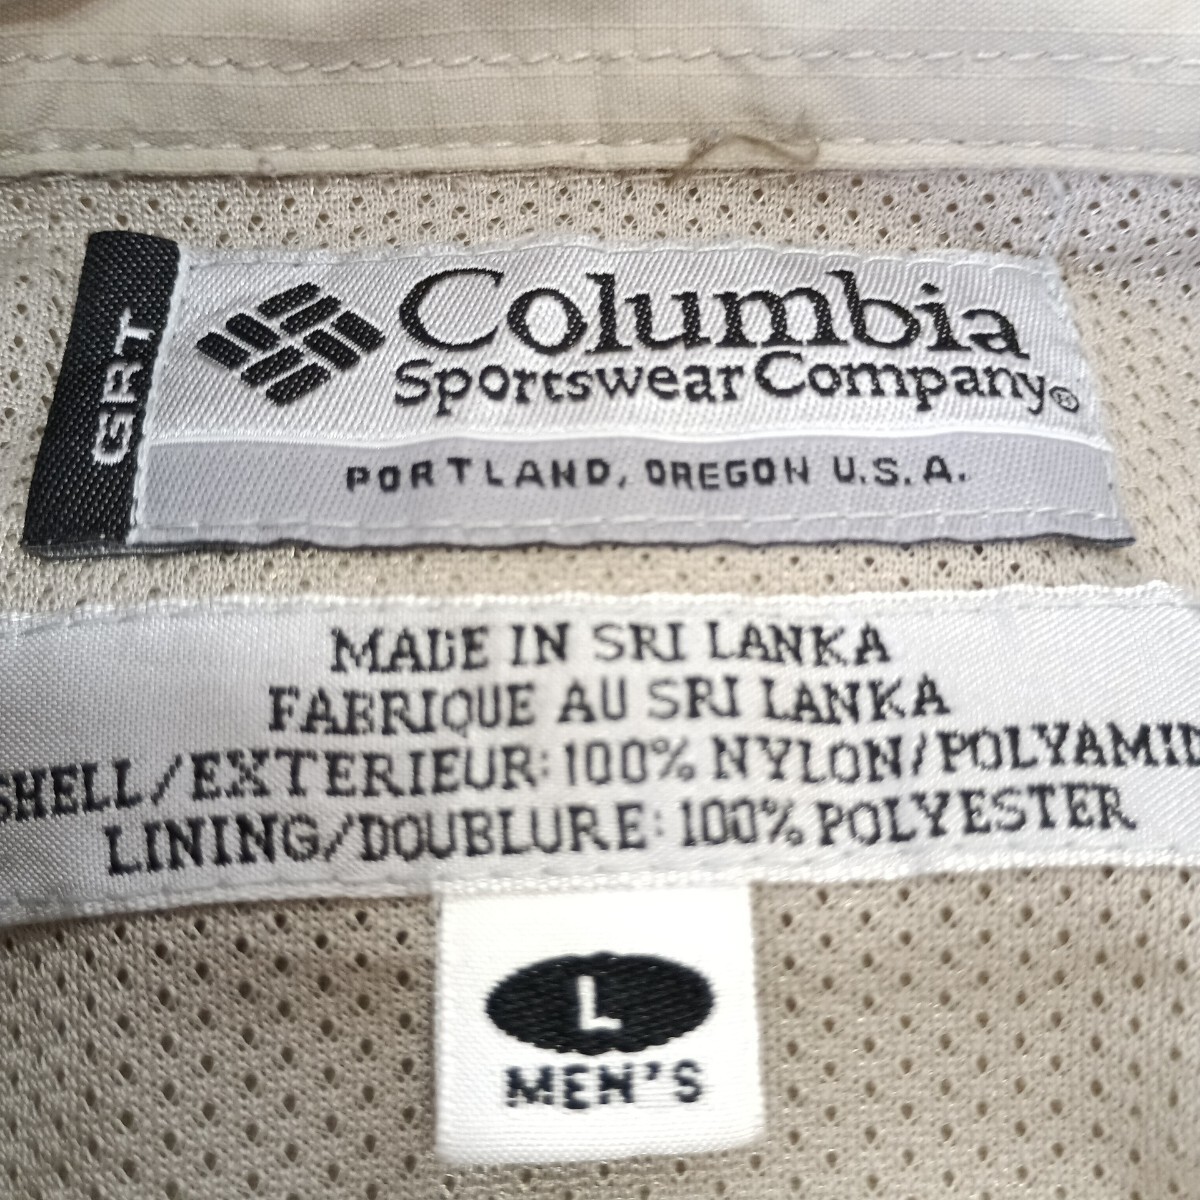 GRT
Columbia
Sportswear Company®
PORTLAND, OREGON U.S.A.
MADE IN SRI LANKA
FABRIQUE AU SRI LANKA
SHELL/EXTERIEUR: 100% NYLON/POLYAMID
LINING/DOUBLURE: 100% POLYESTER
L
MEN'S